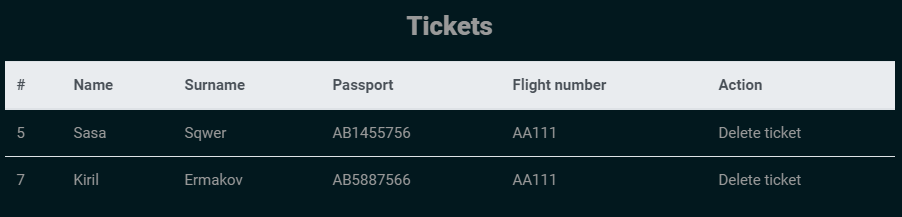 Tickets
# Name Surname Passport Flight number Action
5 Sasa Sqwer AB1455756 AA111 Delete ticket
7 Kiril Ermakov AB5887566 AA111 Delete ticket